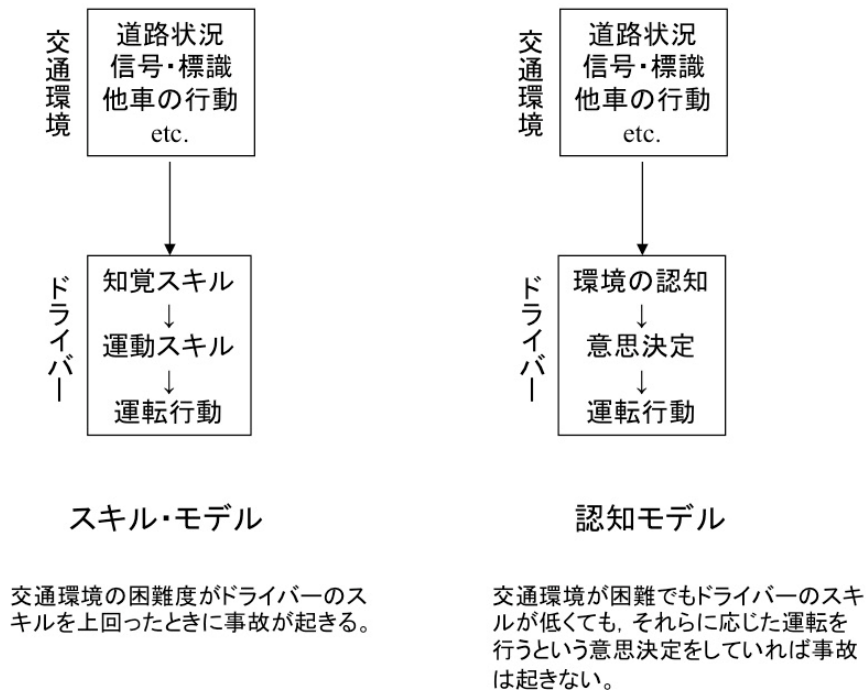 交通環境
道路状況
信号・標識
他車の行動
etc.
ドライバー
知覚スキル
↓
運動スキル
↓
運転行動
スキル・モデル
交通環境の困難度がドライバーのス
キルを上回ったときに事故が起きる。
交通環境
道路状況
信号・標識
他車の行動
etc.
ドライバー
環境の認知
↓
意思決定
↓
運転行動
認知モデル
交通環境が困難でもドライバーのスキ
ルが低くても，それらに応じた運転を
行うという意思決定をしていれば事故
は起きない。